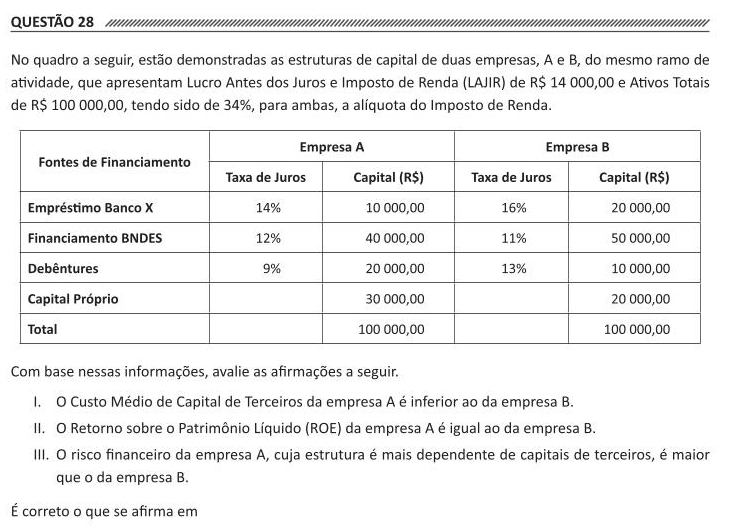 QUESTÃO 28
No quadro a seguir, estão demonstradas as estruturas de capital de duas empresas, A e B, do mesmo ramo de
atividade, que apresentam Lucro Antes dos Juros e Imposto de Renda (LAJIR) de R$ 14 000,00 e Ativos Totais
de R$ 100 000,00, tendo sido de 34%, para ambas, a alíquota do Imposto de Renda.
Fontes de Financiamento Empresa A Empresa B
Taxa de Juros Capital (R$) Taxa de Juros Capital (R$)
Empréstimo Banco X 14% 10 000,00 16% 20 000,00
Financiamento BNDES 12% 40 000,00 11% 50 000,00
Debêntures 9% 20 000,00 13% 10 000,00
Capital Próprio 30 000,00 20 000,00
Total 100 000,00 100 000,00
Com base nessas informações, avalie as afirmações a seguir.
I. O Custo Médio de Capital de Terceiros da empresa A é inferior ao da empresa B.
II. O Retorno sobre o Patrimônio Líquido (ROE) da empresa A é igual ao da empresa B.
III. O risco financeiro da empresa A, cuja estrutura é mais dependente de capitais de terceiros, é maior
que o da empresa B.
É correto o que se afirma em